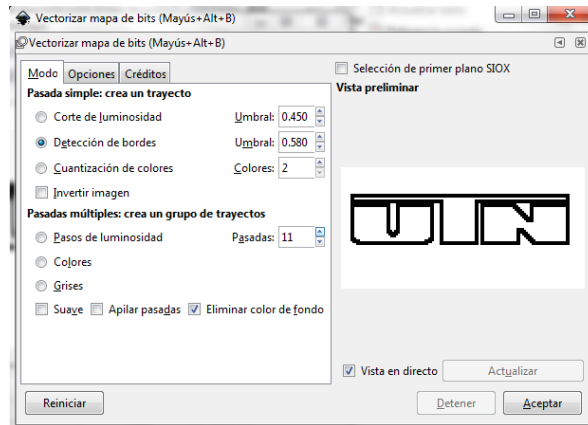 Vectorizar mapa de bits (Mayús+Alt+B)
Vectorizar mapa de bits (Mayús+Alt+B)
Modo Opciones Créditos
Selección de primer plano SIOX
Pasada simple: crea un trayecto
Vista preliminar
Corte de luminosidad Umbral: 0.450
Detección de bordes Umbral: 0.580
Cuantización de colores Colores: 2
Invertir imagen
UIN
Pasadas múltiples: crea un grupo de trayectos
Pasos de luminosidad Pasadas: 11
Colores
Grises
Suave Apilar pasadas Eliminar color de fondo
Vista en directo Actualizar
Reiniciar Detener Aceptar